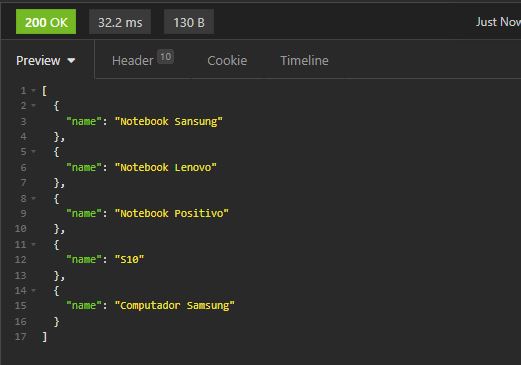 200 OK 32.2 ms 130 B Just Now
Preview Header 10 Cookie Timeline
1 [
2 {
3 "name": "Notebook Sansung"
4 },
5 {
6 "name": "Notebook Lenovo"
7 },
8 {
9 "name": "Notebook Positivo"
10 },
11 {
12 "name": "S10"
13 },
14 {
15 "name": "Computador Samsung"
16 }
17 ]